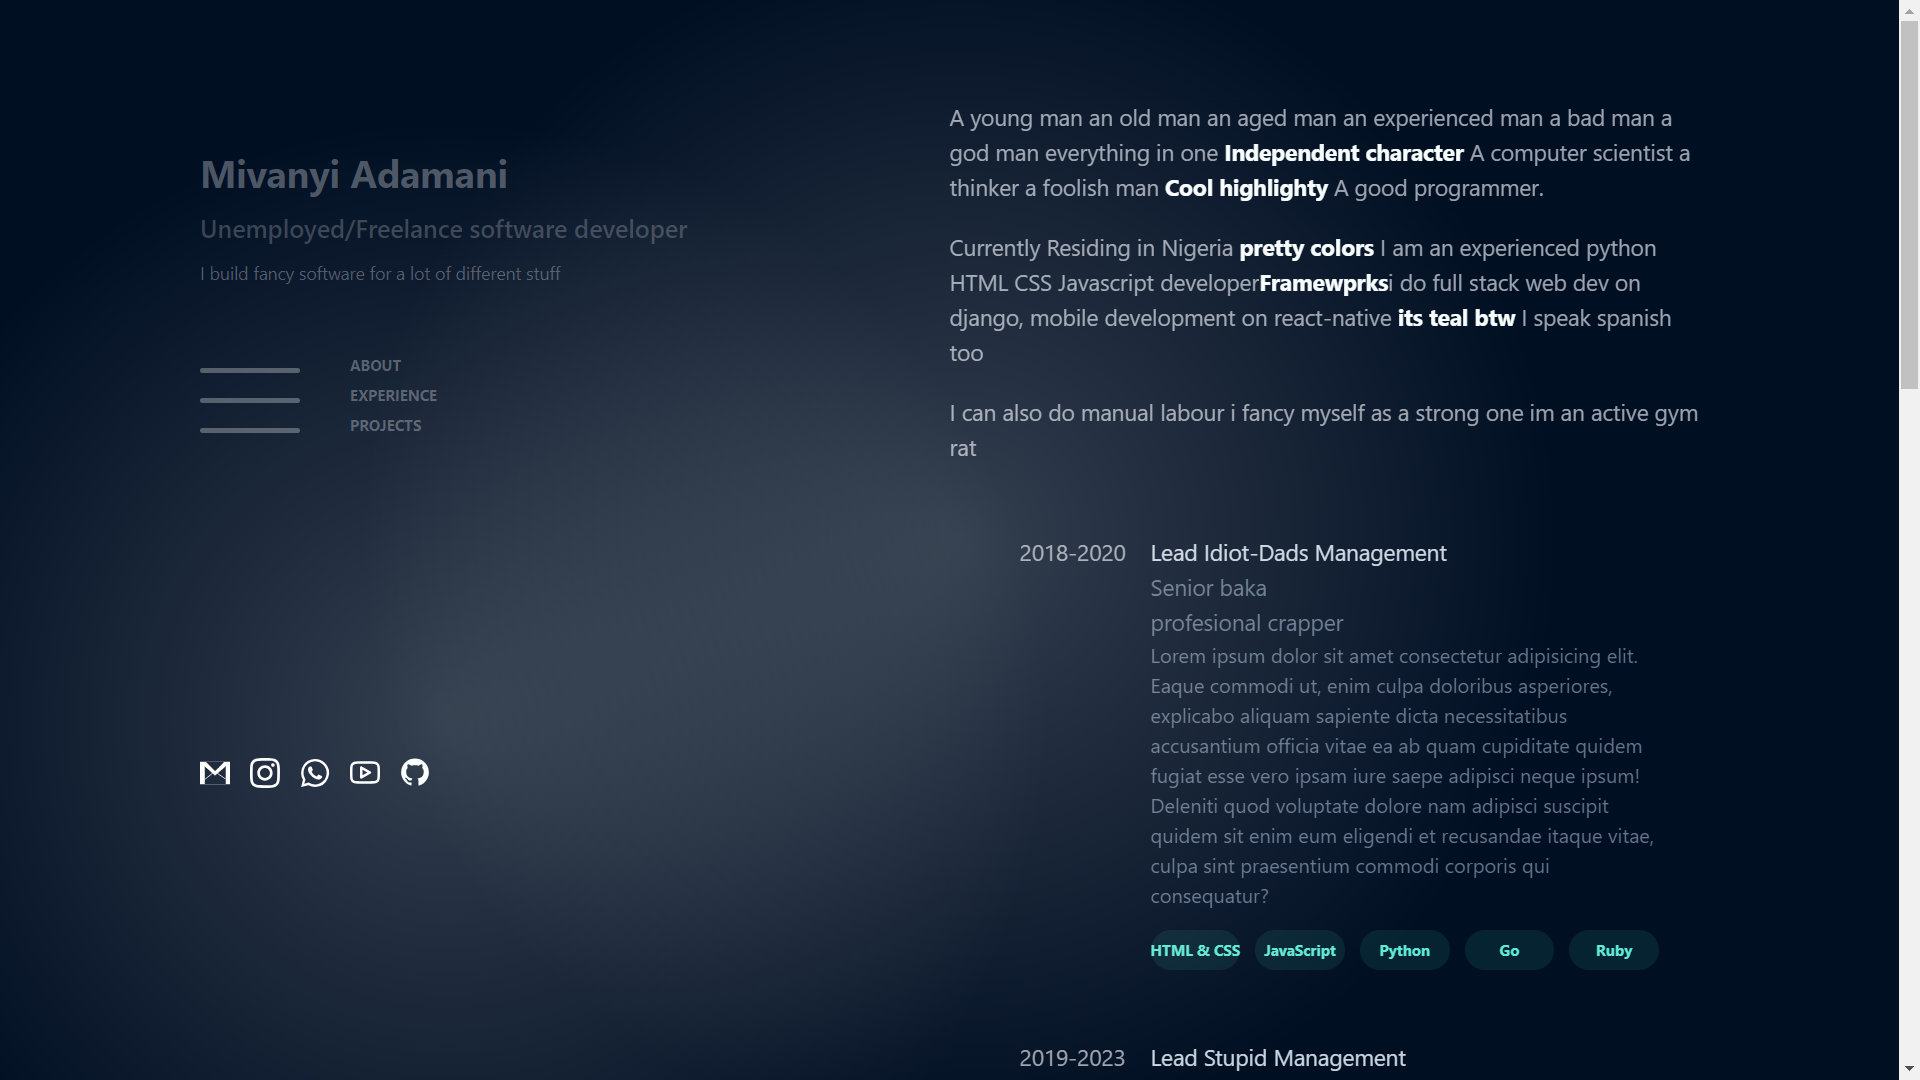 Mivanyi Adamani
Unemployed/Freelance software developer
I build fancy software for a lot of different stuff
ABOUT
EXPERIENCE
PROJECTS
A young man an old man an aged man an experienced man a bad man a
god man everything in one Independent character A computer scientist a
thinker a foolish man Cool highlighty A good programmer.
Currently Residing in Nigeria pretty colors I am an experienced python
HTML CSS Javascript developerFramewprksi do full stack web dev on
django, mobile development on react-native its teal btw I speak spanish
too
I can also do manual labour i fancy myself as a strong one im an active gym
rat
2018-2020 Lead Idiot-Dads Management
Senior baka
profesional crapper
Lorem ipsum dolor sit amet consectetur adipisicing elit.
Eaque commodi ut, enim culpa doloribus asperiores,
explicabo aliquam sapiente dicta necessitatibus
accusantium officia vitae ea ab quam cupiditate quidem
fugiat esse vero ipsam iure saepe adipisci neque ipsum!
Deleniti quod voluptate dolore nam adipisci suscipit
quidem sit enim eum eligendi et recusandae itaque vitae,
culpa sint praesentium commodi corporis qui
consequatur?
HTML & CSS JavaScript Python Go Ruby
2019-2023 Lead Stupid Management